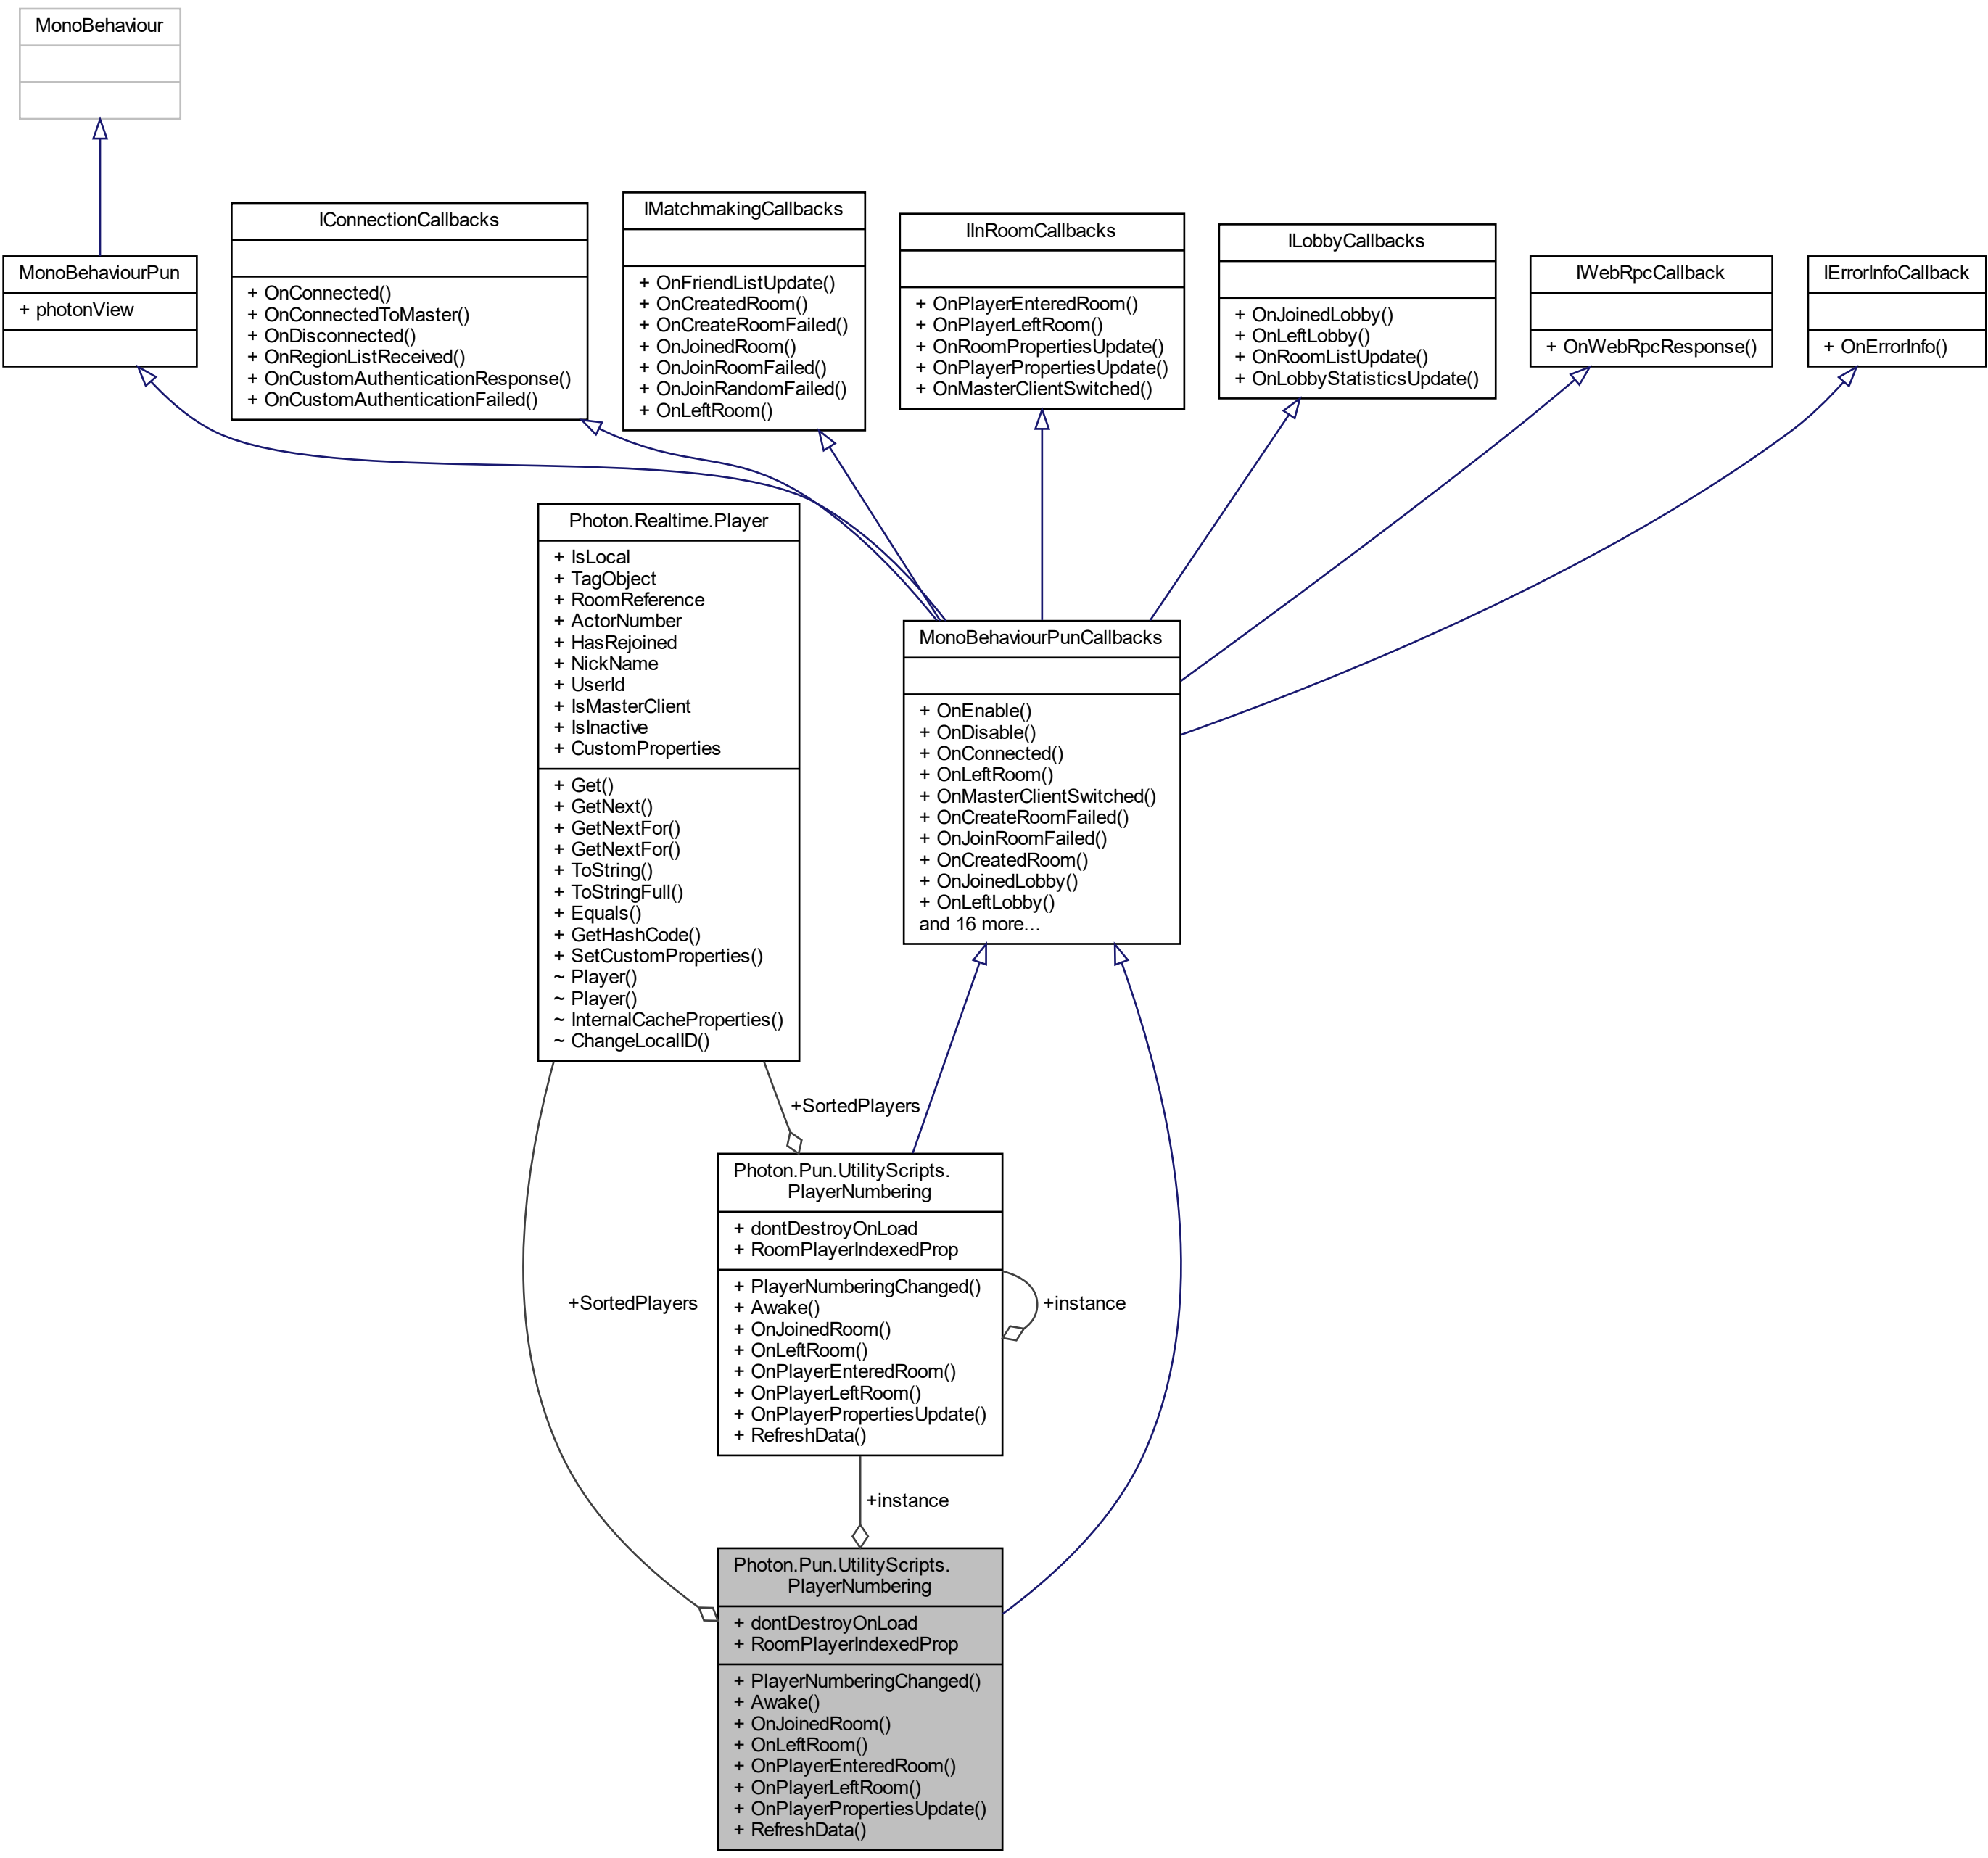 MonoBehaviour
MonoBehaviourPun
+ photonView
IConnectionCallbacks
+ OnConnected()
+ OnConnectedToMaster()
+ OnDisconnected()
+ OnRegionListReceived()
+ OnCustomAuthenticationResponse()
+ OnCustomAuthenticationFailed()
IMatchmakingCallbacks
+ OnFriendListUpdate()
+ OnCreatedRoom()
+ OnCreateRoomFailed()
+ OnJoinedRoom()
+ OnJoinRoomFailed()
+ OnJoinRandomFailed()
+ OnLeftRoom()
IInRoomCallbacks
+ OnPlayerEnteredRoom()
+ OnPlayerLeftRoom()
+ OnRoomPropertiesUpdate()
+ OnPlayerPropertiesUpdate()
+ OnMasterClientSwitched()
ILobbyCallbacks
+ OnJoinedLobby()
+ OnLeftLobby()
+ OnRoomListUpdate()
+ OnLobbyStatisticsUpdate()
IWebRpcCallback
+ OnWebRpcResponse()
IErrorInfoCallback
+ OnErrorInfo()
Photon.Realtime.Player
+ IsLocal
+ TagObject
+ RoomReference
+ ActorNumber
+ HasRejoined
+ NickName
+ UserId
+ IsMasterClient
+ IsInactive
+ CustomProperties
+ Get()
+ GetNext()
+ GetNextFor()
+ GetNextFor()
+ ToString()
+ ToStringFull()
+ Equals()
+ GetHashCode()
+ SetCustomProperties()
~ Player()
~ Player()
~ InternalCacheProperties()
~ ChangeLocalID()
MonoBehaviourPunCallbacks
+ OnEnable()
+ OnDisable()
+ OnConnected()
+ OnLeftRoom()
+ OnMasterClientSwitched()
+ OnCreateRoomFailed()
+ OnJoinRoomFailed()
+ OnCreatedRoom()
+ OnJoinedLobby()
+ OnLeftLobby()
and 16 more...
+SortedPlayers
Photon.Pun.UtilityScripts.
PlayerNumbering
+ dontDestroyOnLoad
+ RoomPlayerIndexedProp
+ PlayerNumberingChanged()
+ Awake()
+ OnJoinedRoom()
+ OnLeftRoom()
+ OnPlayerEnteredRoom()
+ OnPlayerLeftRoom()
+ OnPlayerPropertiesUpdate()
+ RefreshData()
+SortedPlayers
+instance
+instance
Photon.Pun.UtilityScripts.
PlayerNumbering
+ dontDestroyOnLoad
+ RoomPlayerIndexedProp
+ PlayerNumberingChanged()
+ Awake()
+ OnJoinedRoom()
+ OnLeftRoom()
+ OnPlayerEnteredRoom()
+ OnPlayerLeftRoom()
+ OnPlayerPropertiesUpdate()
+ RefreshData()